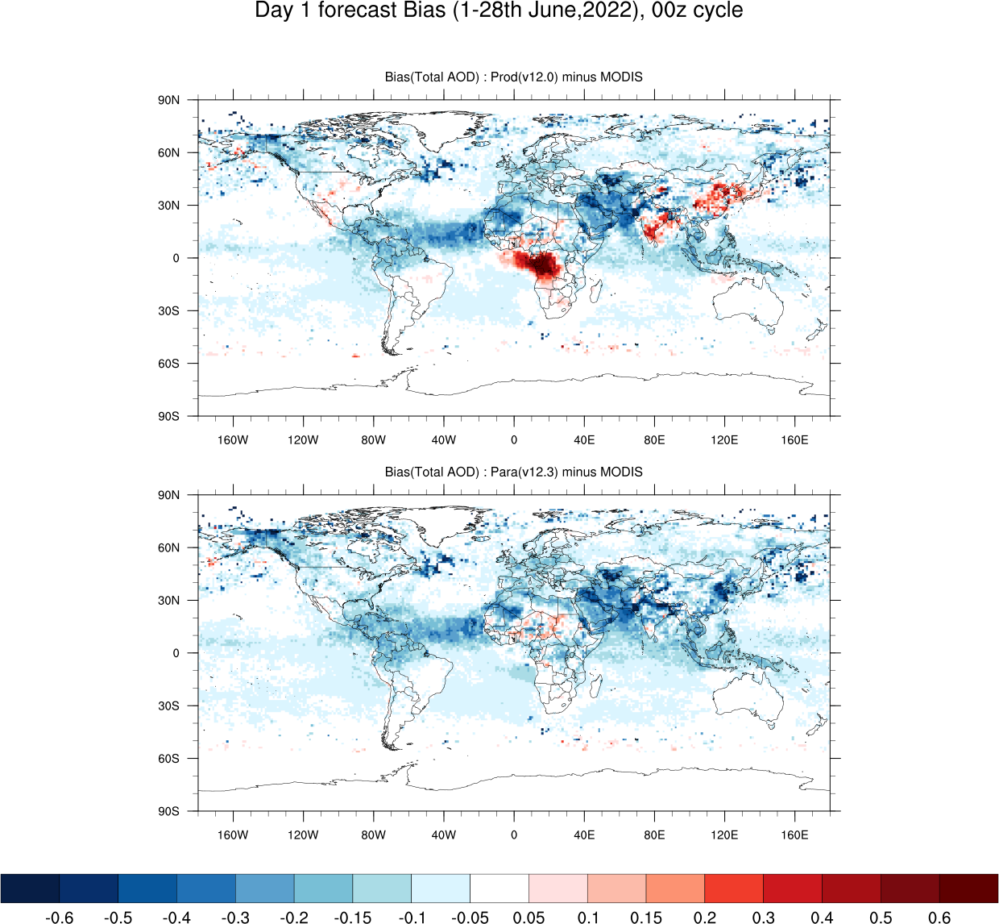 Day 1 forecast Bias (1-28th June,2022), 00z cycle
Bias(Total AOD) : Prod(v12.0) minus MODIS
90N
60N
30N
0
30S
60S
90S
160W 120W 80W 40W 0 40E 80E 120E 160E
Bias(Total AOD) : Para(v12.3) minus MODIS
90N
60N
30N
0
30S
60S
90S
160W 120W 80W 40W 0 40E 80E 120E 160E
-0.6 -0.5 -0.4 -0.3 -0.2 -0.15 -0.1 -0.05 0.05 0.1 0.15 0.2 0.3 0.4 0.5 0.6